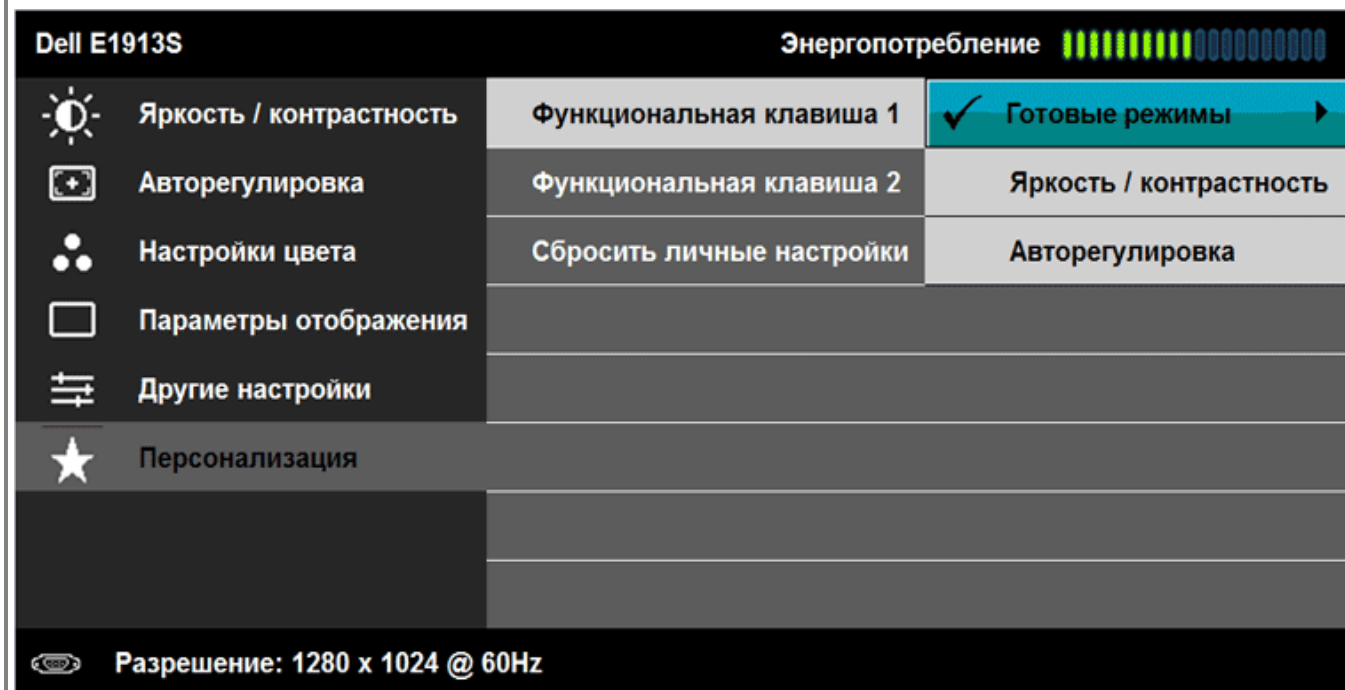 Dell E1913S Энергопотребление
Яркость / контрастность Функциональная клавиша 1 Готовые режимы
Авторегулировка Функциональная клавиша 2 Яркость / контрастность
Настройки цвета Сбросить личные настройки Авторегулировка
Параметры отображения
Другие настройки
Персонализация
Разрешение: 1280 x 1024 @ 60Hz